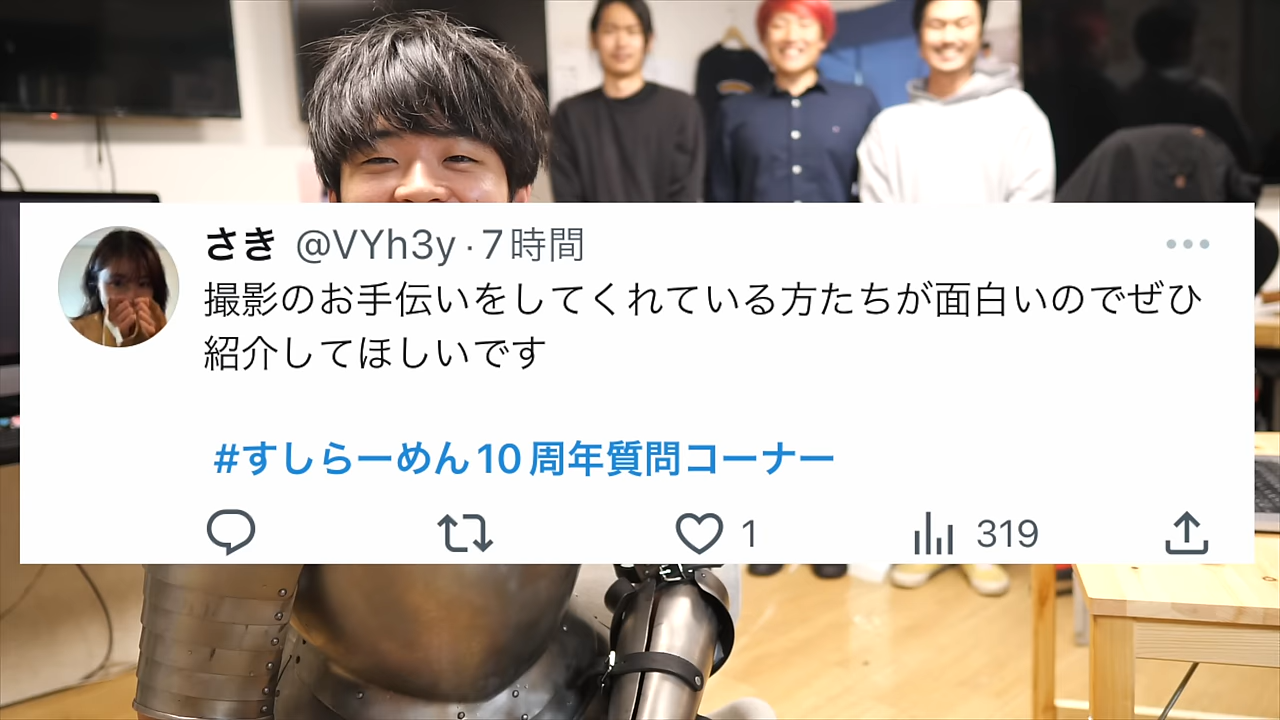 さき @VYh3y · 7時間
撮影のお手伝いをしてくれている方たちが面白いのでぜひ
紹介してほしいです
#すしらーめん10周年質問コーナー
1 319